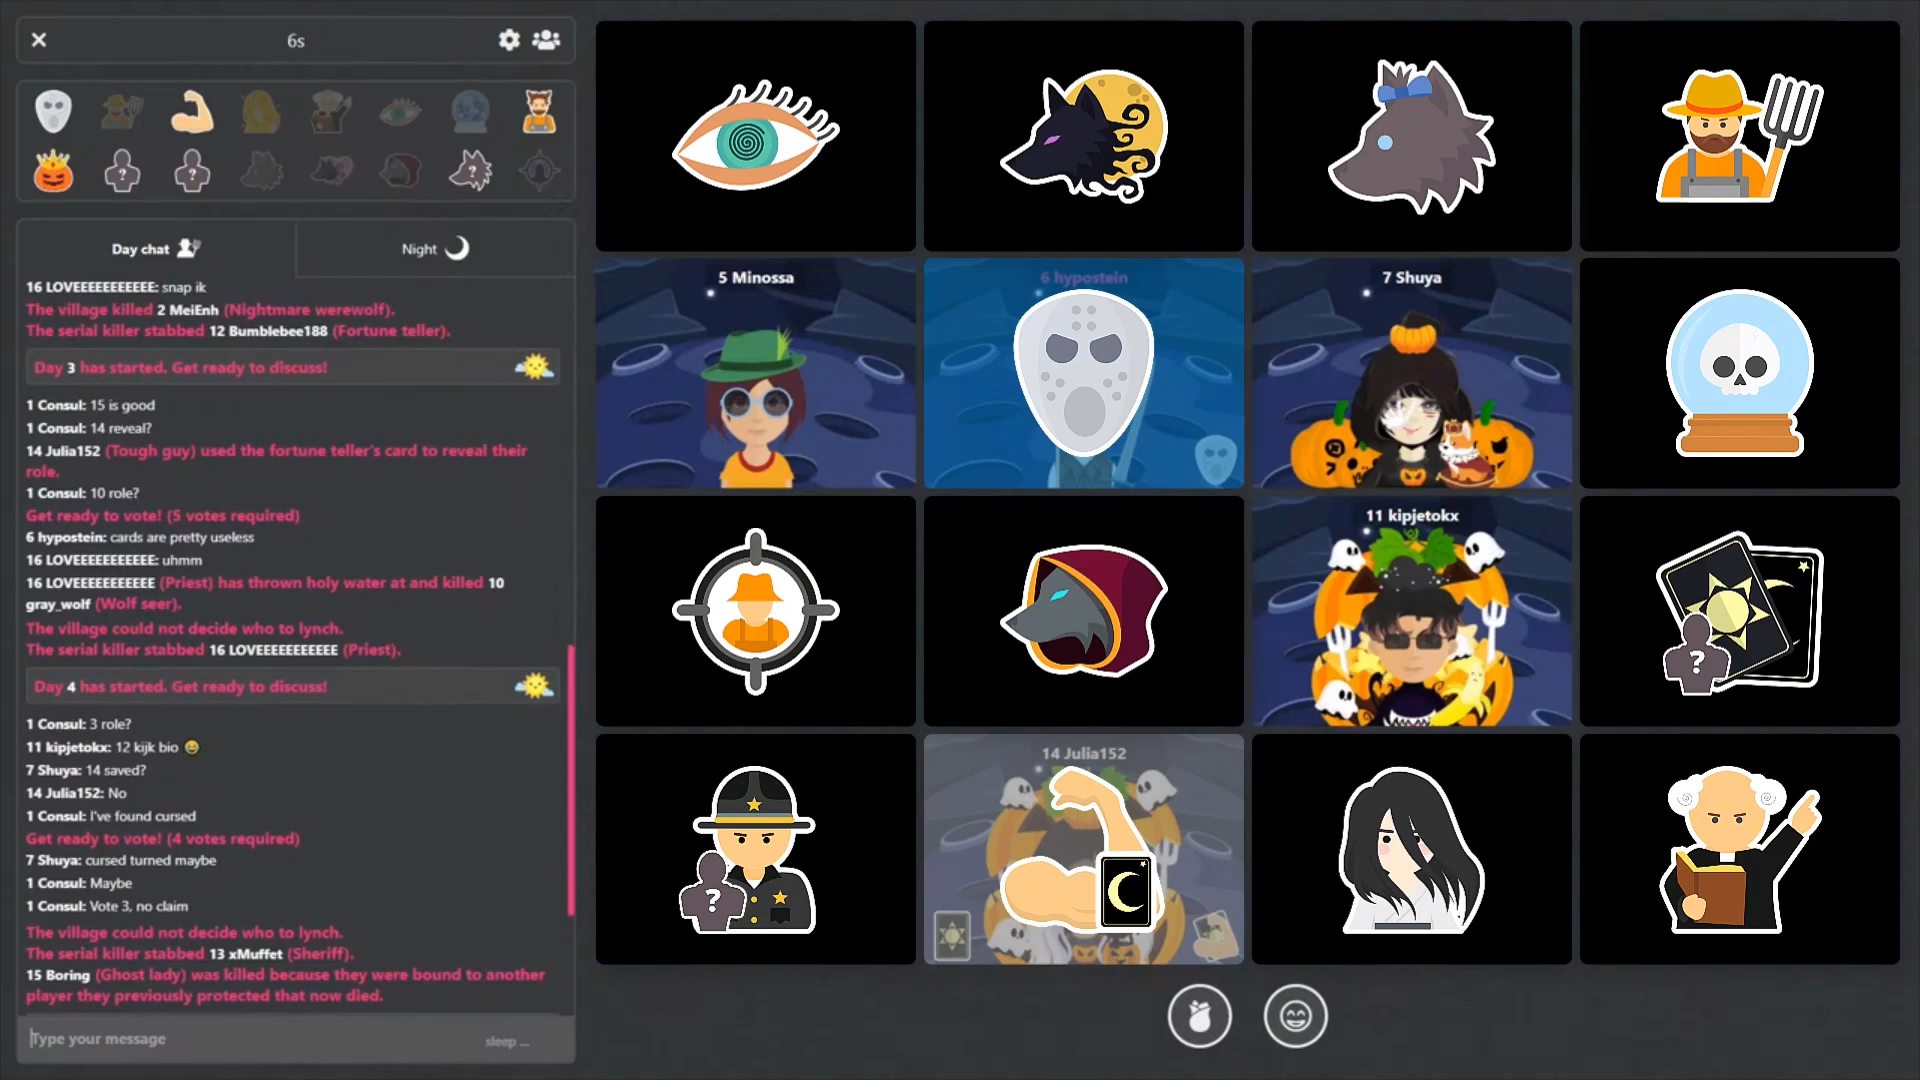 6s
Day chat
Night
16 LOVEEEEEEEEEEE: snap ik
The village killed 2 MeiEnh (Nightmare werewolf).
The serial killer stabbed 12 Bumblebee188 (Fortune teller).
Day 3 has started. Get ready to discuss!
1 Consul: 15 is good
1 Consul: 14 reveal?
14 Julia152 (Tough guy) used the fortune teller's card to reveal their
role.
1 Consul: 10 role?
Get ready to vote! (5 votes required)
6 hypostein: cards are pretty useless
16 LOVEEEEEEEEEEE: uhmm
16 LOVEEEEEEEEEEE (Priest) has thrown holy water at and killed 10
gray_wolf (Wolf seer).
The village could not decide who to lynch.
The serial killer stabbed 16 LOVEEEEEEEEEEE (Priest).
Day 4 has started. Get ready to discuss!
1 Consul: 3 role?
11 kipjetokx: 12 kijk bio
7 Shuya: 14 saved?
14 Julia152: No
1 Consul: I've found cursed
Get ready to vote! (4 votes required)
7 Shuya: cursed turned maybe
1 Consul: Maybe
1 Consul: Vote 3, no claim
The village could not decide who to lynch.
The serial killer stabbed 13 xMuffet (Sheriff).
15 Boring (Ghost lady) was killed because they were bound to another
player they previously protected that now died.
Type your message
sleep ...
5 Minossa
6 hypostein
7 Shuya
11 kipjetokx
14 Julia152